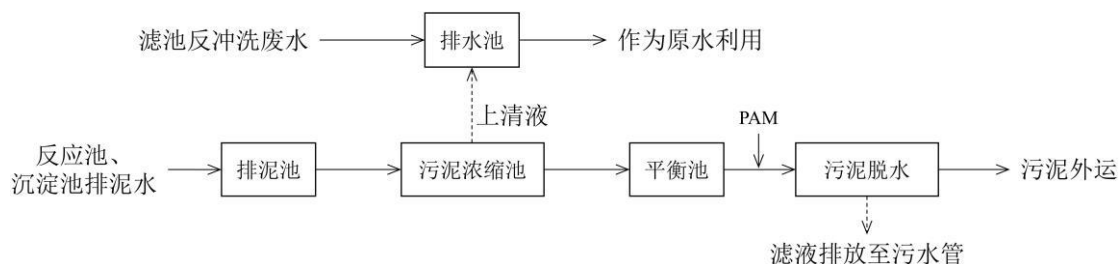 滤池反冲洗废水
排水池
作为原水利用
上清液
PAM
反应池、
沉淀池排泥水
排泥池
污泥浓缩池
平衡池
污泥脱水
污泥外运
滤液排放至污水管